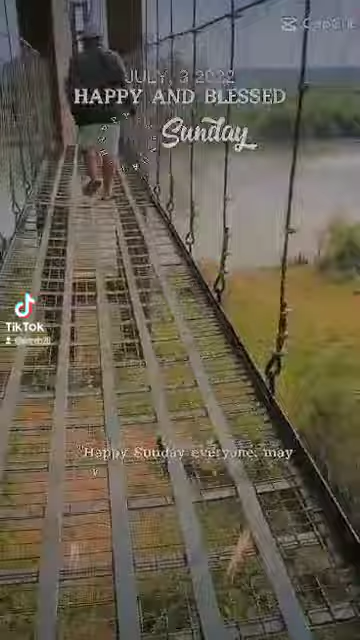 CapCut
JULY, 3 2022
HAPPY AND BLESSED
Sunday
TikTok
Happy Sunday everyone, may